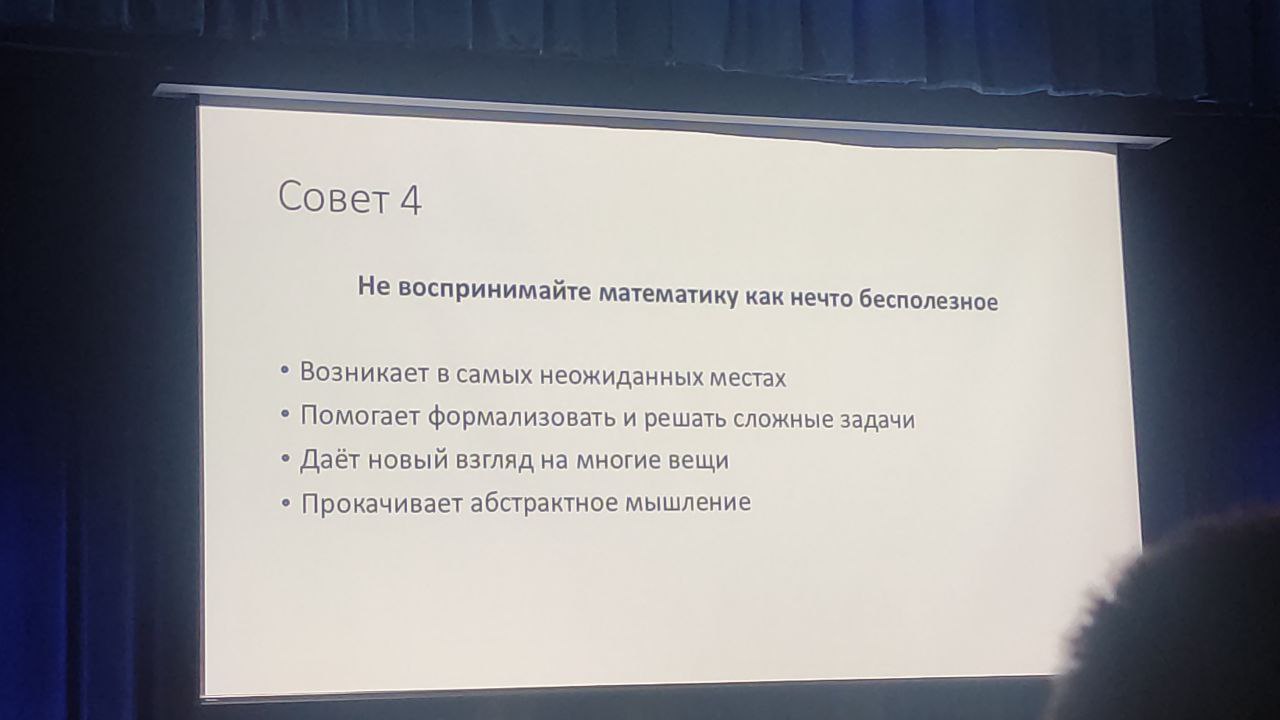 Совет 4
Не воспринимайте математику как нечто бесполезное
• Возникает в самых неожиданных местах
• Помогает формализовать и решать сложные задачи
• Даёт новый взгляд на многие вещи
• Прокачивает абстрактное мышление